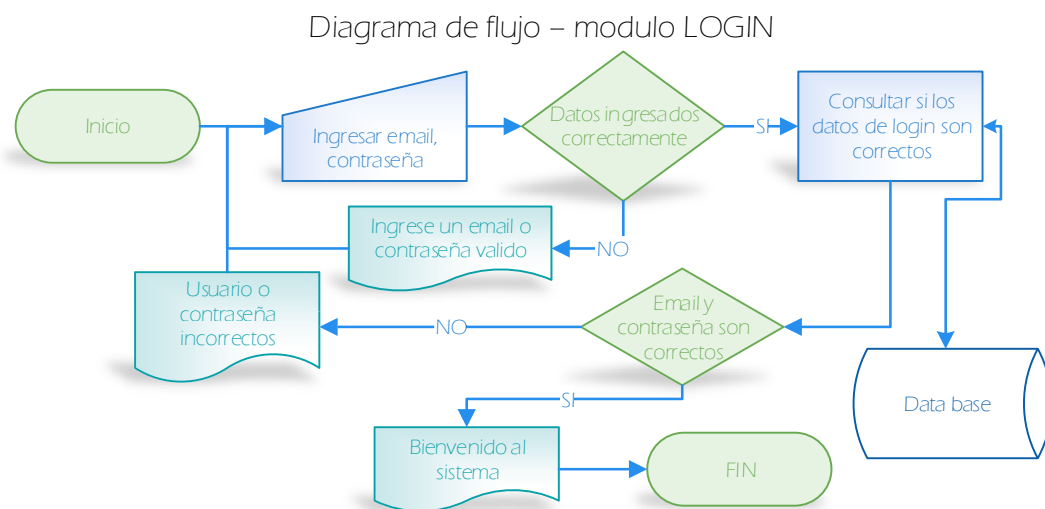 Diagrama de flujo – modulo LOGIN
Inicio
Ingresar email,
contraseña
Datos ingresados
correctamente
SI
Consultar si los
datos de login son
correctos
Ingrese un email o
contraseña valido
NO
Usuario o
contraseña
incorrectos
NO
Email y
contraseña son
correctos
Data base
SI
Bienvenido al
sistema
FIN